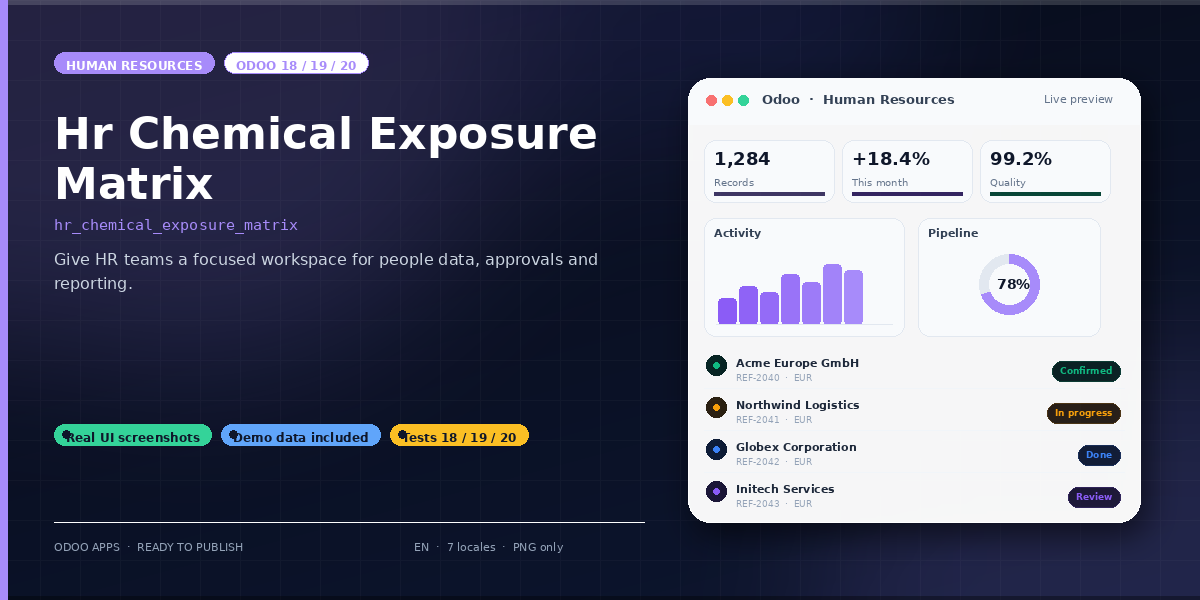 HUMAN RESOURCES
ODOO 18 / 19 / 20
Hr Chemical Exposure
Matrix
hr_chemical_exposure_matrix
Give HR teams a focused workspace for people data, approvals and
reporting.
Real UI screenshots
Demo data included
Tests 18 / 19 / 20
ODOO APPS · READY TO PUBLISH
EN · 7 locales · PNG only
Odoo · Human Resources
Live preview
1,284
Records
+18.4%
This month
99.2%
Quality
Activity
Pipeline
78%
Acme Europe GmbH
REF-2040 · EUR
Confirmed
Northwind Logistics
REF-2041 · EUR
In progress
Globex Corporation
REF-2042 · EUR
Done
Initech Services
REF-2043 · EUR
Review